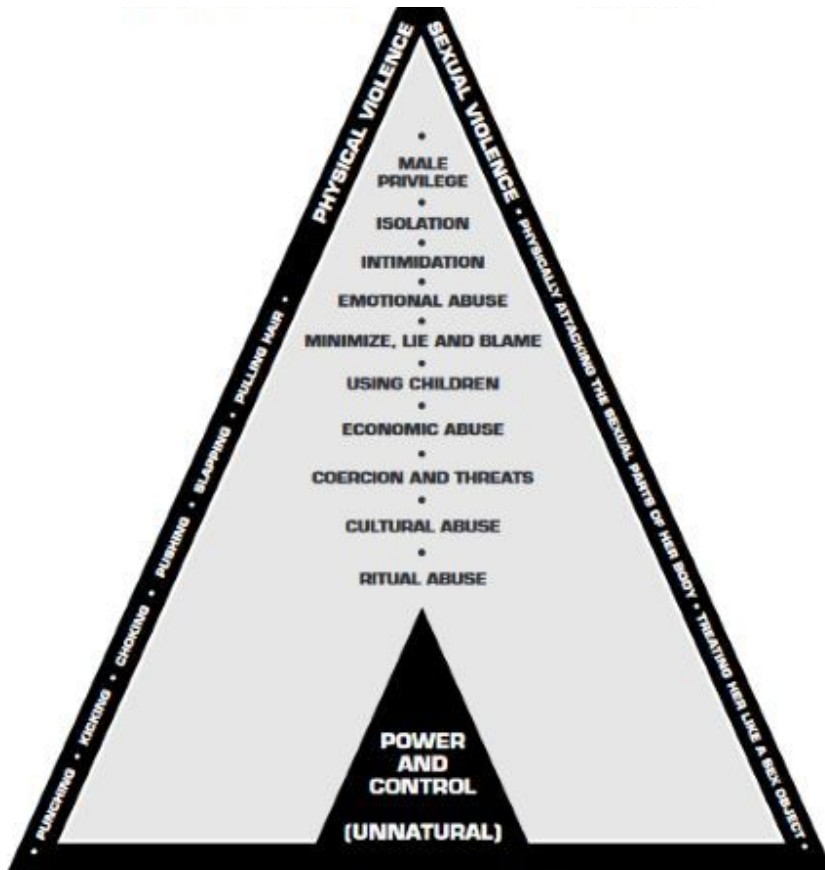 PHYSICAL VIOLENCE
PUNCHING • KICKING • CHOKING • PUSHING • SLAPPING • PULLING HAIR •
SEXUAL VIOLENCE • PHYSICALLY ATTACKING THE SEXUAL PARTS OF HER BODY • TREATING HER LIKE A SEX OBJECT •
•
MALE
PRIVILEGE
•
ISOLATION
•
INTIMIDATION
•
EMOTIONAL ABUSE
•
MINIMIZE, LIE AND BLAME
•
USING CHILDREN
•
ECONOMIC ABUSE
•
COERCION AND THREATS
•
CULTURAL ABUSE
•
RITUAL ABUSE
POWER
AND
CONTROL
(UNNATURAL)